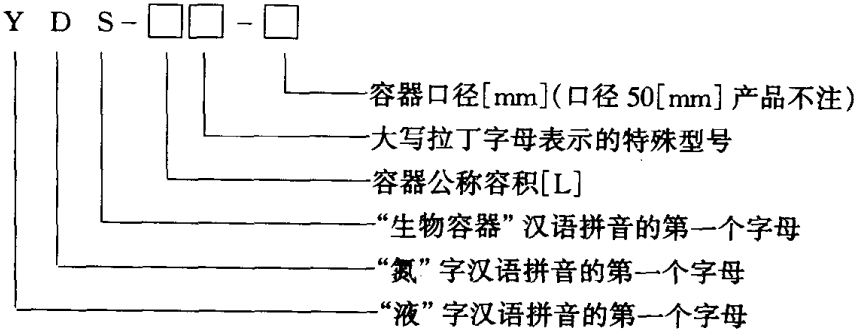 Y D S-□□-□
容器口径[mm](口径 50[mm] 产品不注)
大写拉丁字母表示的特殊型号
容器公称容积[L]
“生物容器”汉语拼音的第一个字母
“氮”字汉语拼音的第一个字母
“液”字汉语拼音的第一个字母